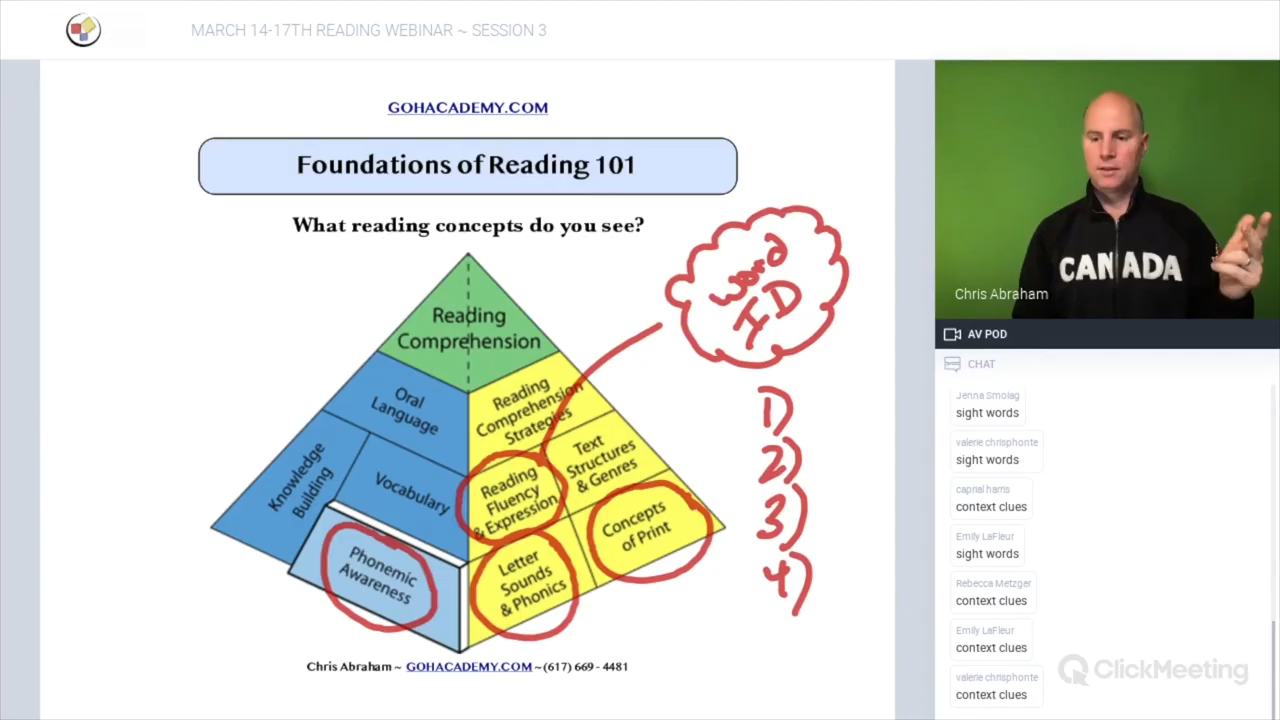 MARCH 14-17TH READING WEBINAR ~ SESSION 3
GOHACADEMY.COM
Foundations of Reading 101
What reading concepts do you see?
Reading
Comprehension
Oral
Language
Reading
Comprehension
Strategies
Knowledge
Building
Vocabulary
Reading
Fluency
& Expression
Text
Structures
& Genres
Phonemic
Awareness
Letter
Sounds
& Phonics
Concepts
of Print
Word
ID
1)
2)
3)
4)
Chris Abraham ~ GOHACADEMY.COM ~(617) 669 - 4481
CANADA
Chris Abraham
AV POD
CHAT
Jenna Smolag
sight words
valerie chrisphonte
sight words
caprial harris
context clues
Emily LaFleur
sight words
Rebecca Metzger
context clues
Emily LaFleur
context clues
valerie chrisphonte
context clues
ClickMeeting